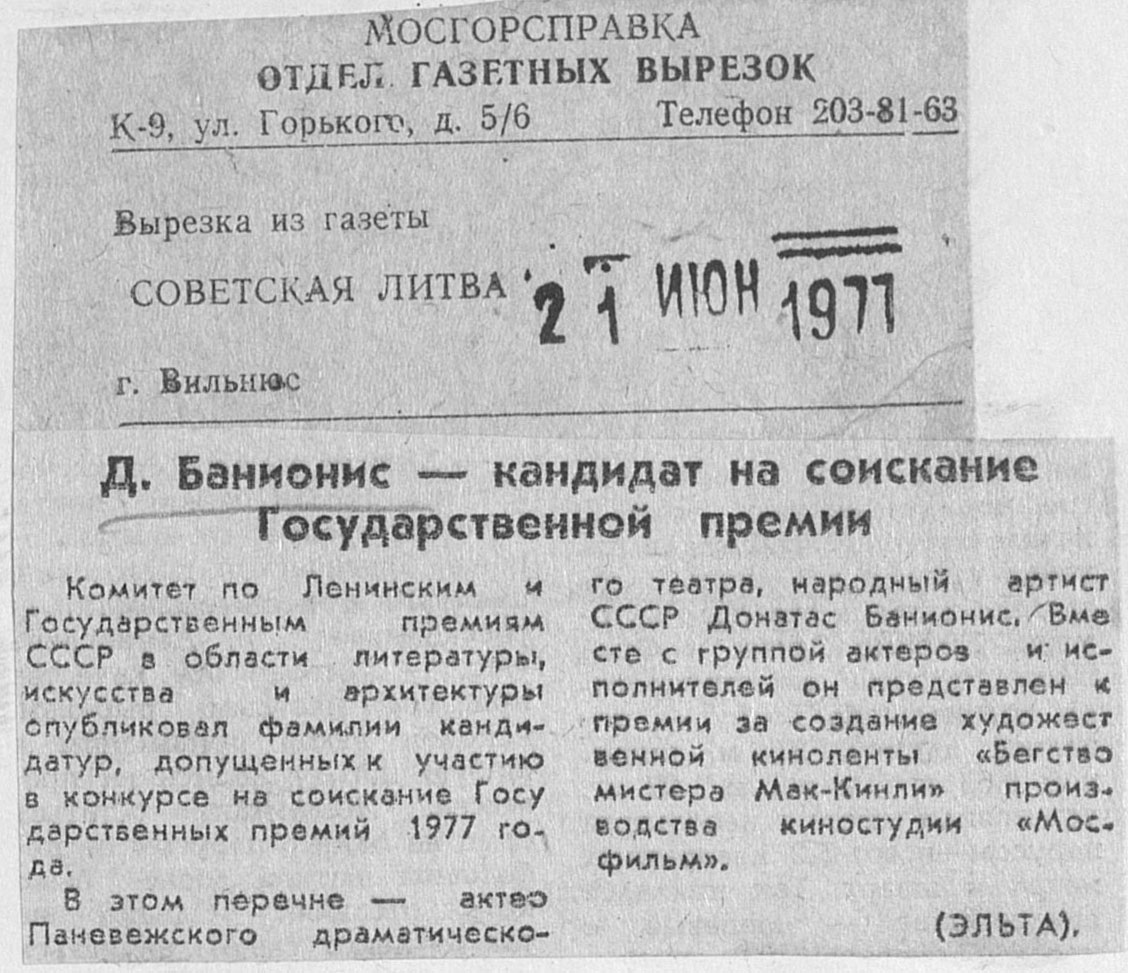 МОСГОРСПРАВКА
ОТДЕЛ ГАЗЕТНЫХ ВЫРЕЗОК
К-9, ул. Горького, д. 5/6 Телефон 203-81-63
Вырезка из газеты
СОВЕТСКАЯ ЛИТВА 21 ИЮН 1977
г. Вильнюс
Д. Банионис — кандидат на соискание
Государственной премии
Комитет по Ленинским и
Государственным премиям
СССР в области литературы,
искусства и архитектуры
опубликовал фамилии канди-
датур, допущенных к участию
в конкурсе на соискание Госу
дарственных премий 1977 го-
да.
В этом перечне — актео
Паневежского драматическо-
го театра, народный артист
СССР Донатас Банионис. Вме
сте с группой актеров и ис-
полнителей он представлен к
премии за создание художест
венной киноленты «Бегство
мистера Мак-Кинли» произ-
водства киностудии «Мос-
фильм».
(ЭЛЬТА).